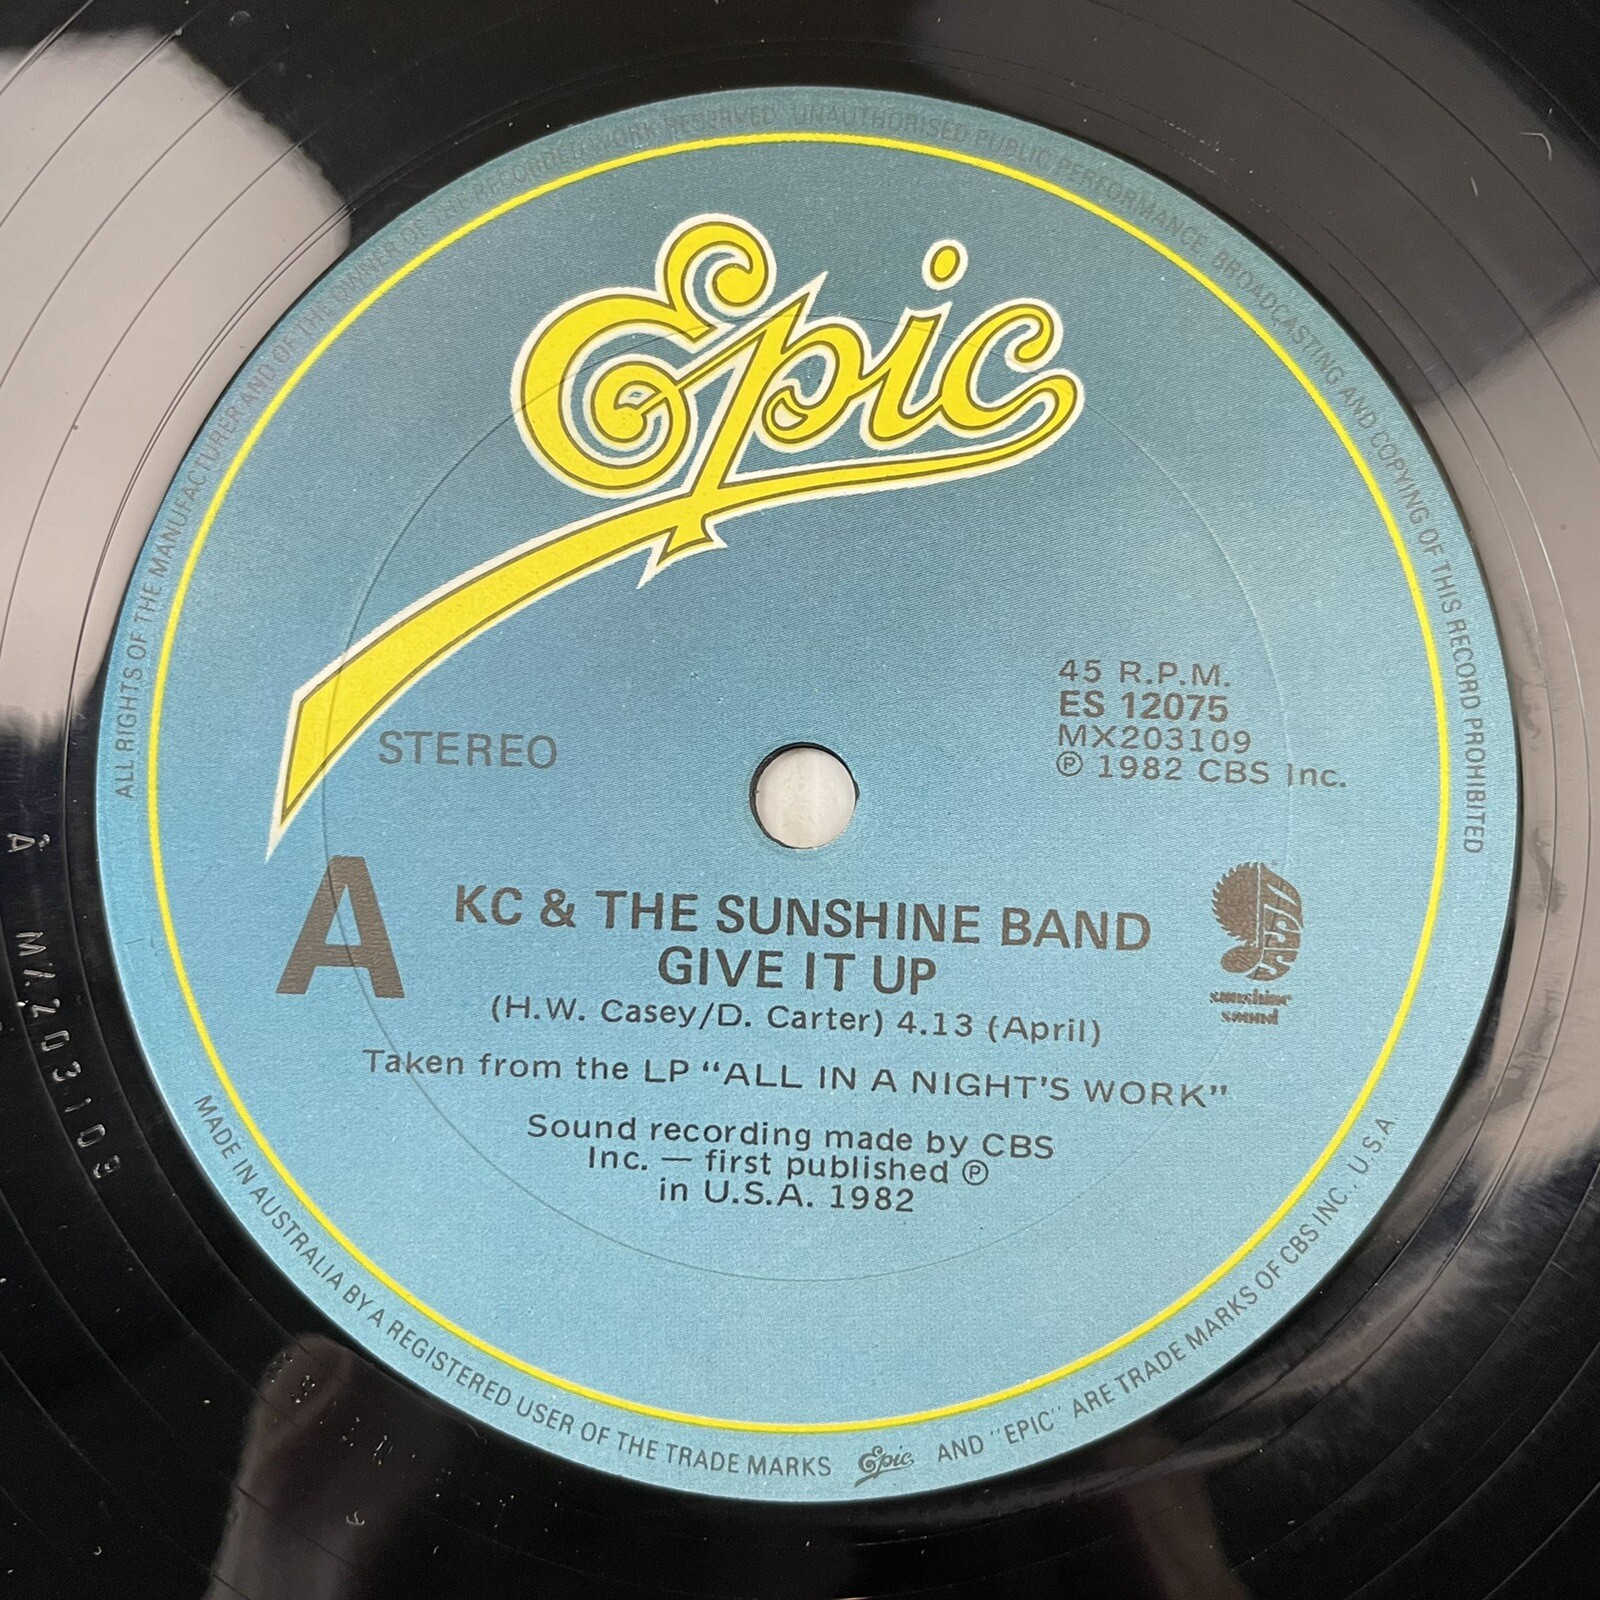 ALL RIGHTS OF THE MANUFACTURER AND OF THE OWNER OF THE RECORDED WORK RESERVED. UNAUTHORISED PUBLIC PERFORMANCE BROADCASTING AND COPYING OF THIS RECORD PROHIBITED
Epic
45 R.P.M.
ES 12075
MX203109
℗ 1982 CBS Inc.
STEREO
A
KC & THE SUNSHINE BAND
GIVE IT UP
(H.W. Casey/D. Carter) 4.13 (April)
sunshine
sound
Taken from the LP "ALL IN A NIGHT'S WORK"
Sound recording made by CBS
Inc. — first published ℗
in U.S.A. 1982
MADE IN AUSTRALIA BY A REGISTERED USER OF THE TRADE MARKS Epic AND "EPIC" ARE TRADE MARKS OF CBS INC., U.S.A
A MX203109